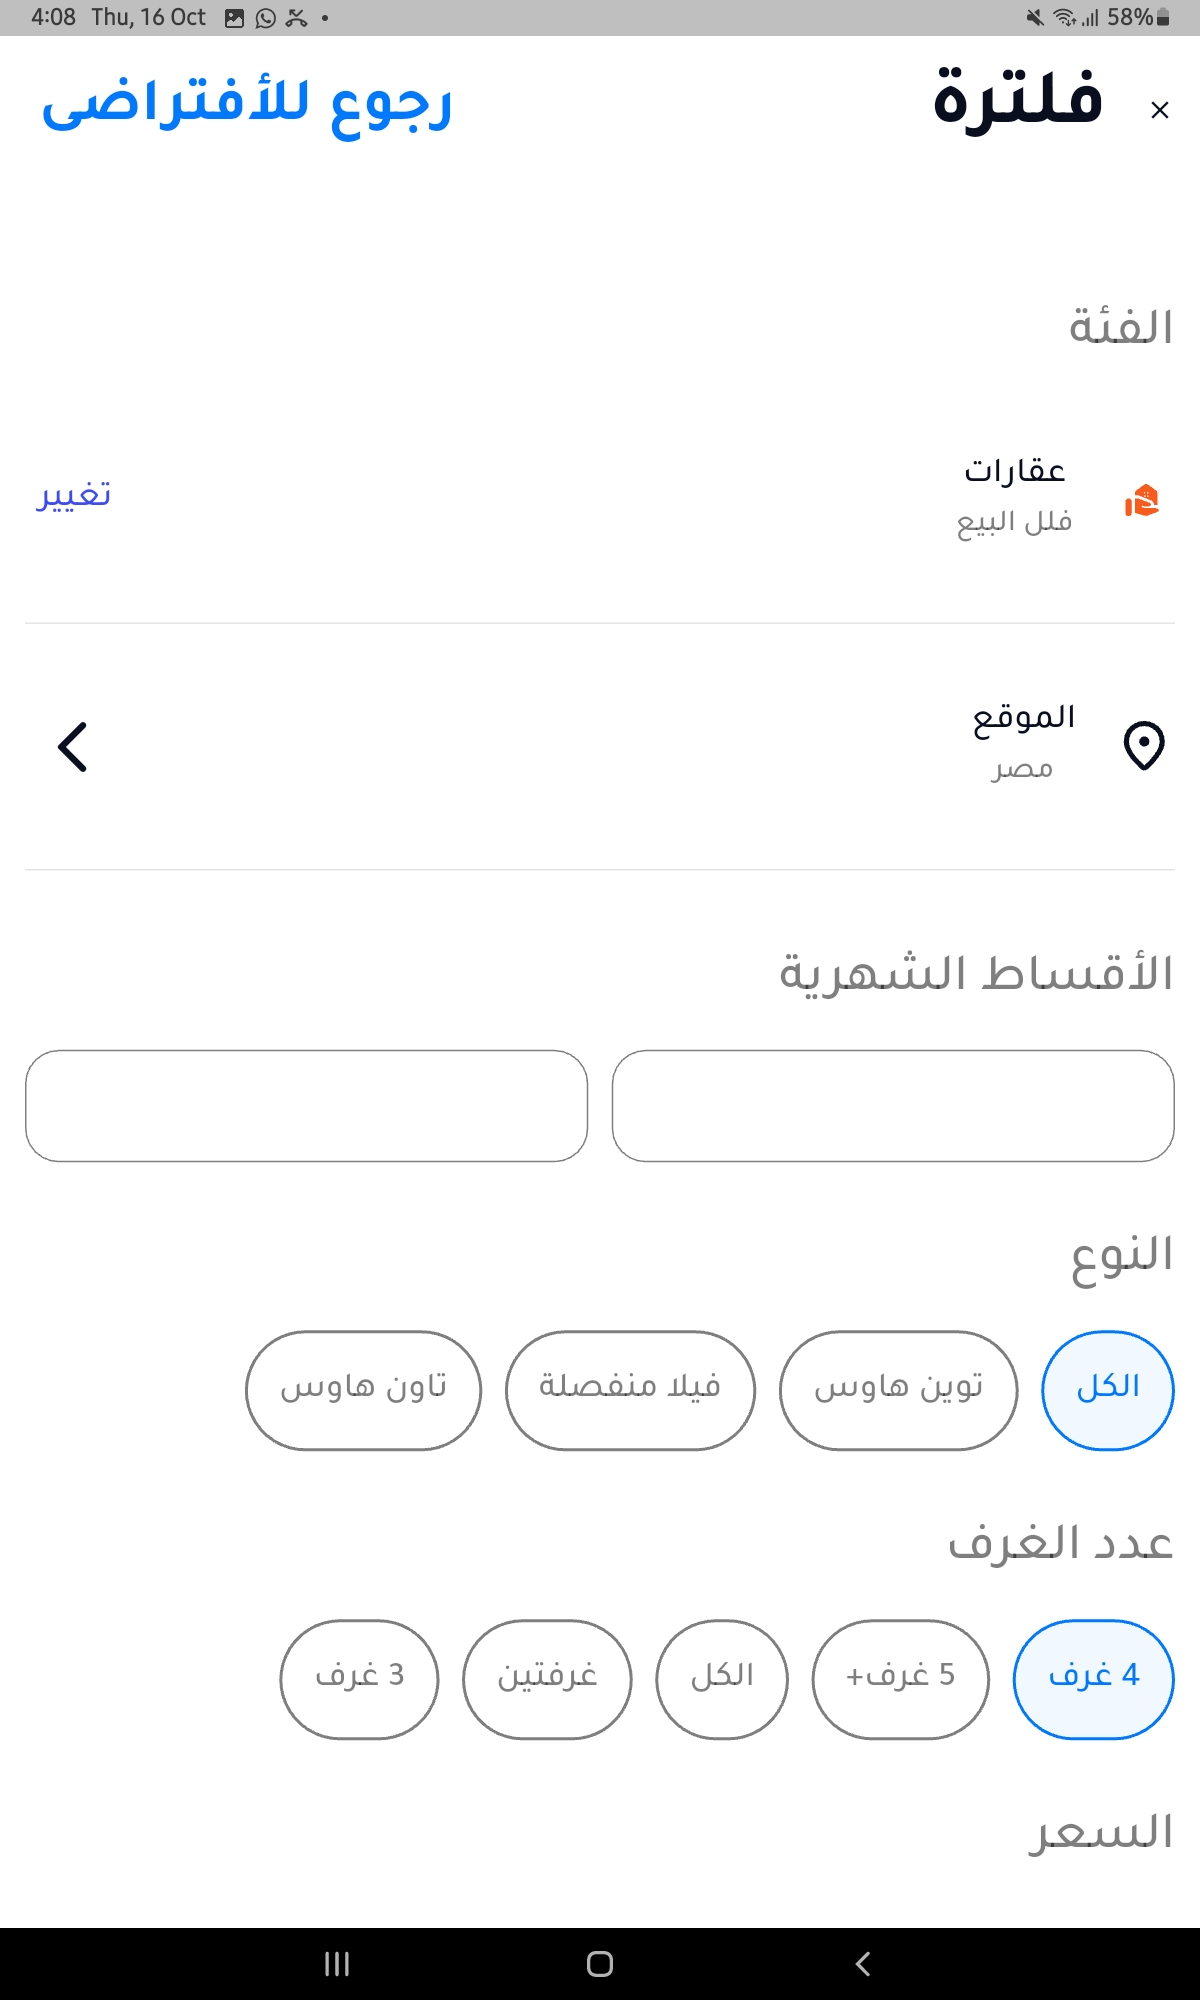 4:08 Thu, 16 Oct 58%
فلترة رجوع للأفتراضى
الفئة
عقارات
فلل البيع
تغيير
الموقع
مصر
الأقساط الشهرية
النوع
الكل توين هاوس فيلا منفصلة تاون هاوس
عدد الغرف
4 غرف 5 غرف+ الكل غرفتين 3 غرف
السعر